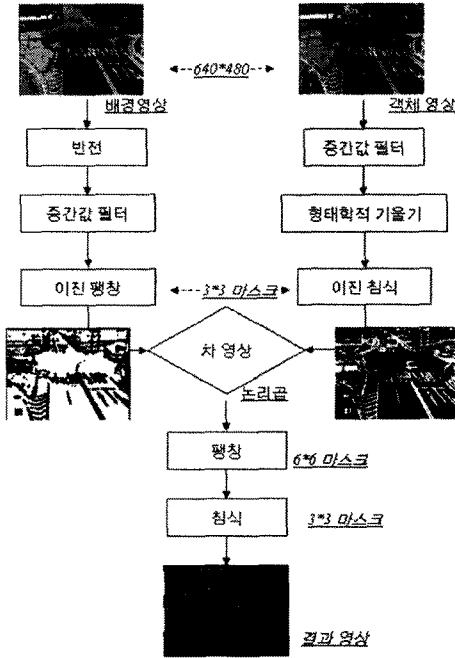 640*480
배경영상
객체 영상
반전
중간값 필터
중간값 필터
형태학적 기울기
이진 팽창
3*3 마스크
이진 침식
차 영상
논리곱
팽창
6*6 마스크
침식
3*3 마스크
결과 영상